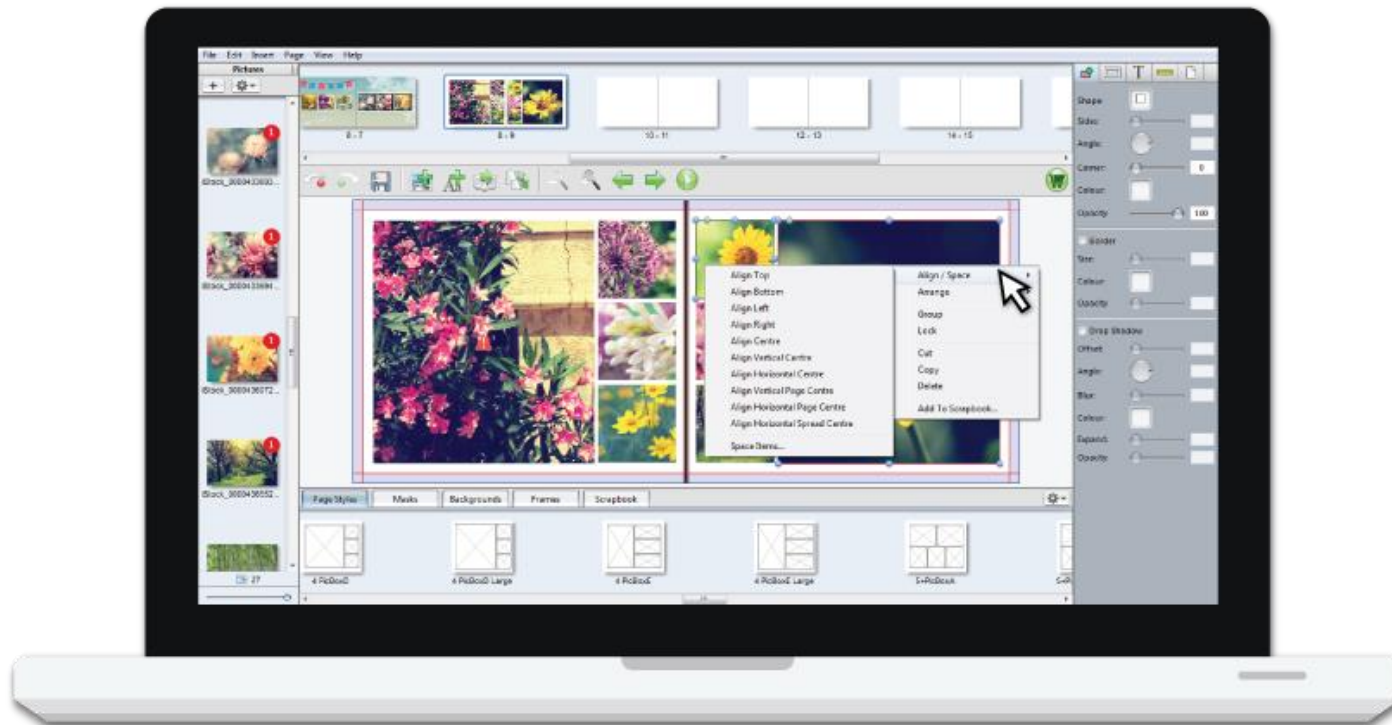 File Edit Insert Page View Help
Pictures
8 - 9
10 - 11
12 - 13
14 - 15
Shape
Sides:
Angle:
Corner: 0
Colour:
Opacity 100
Border
Size:
Colour:
Opacity
Drop Shadow
Offset
Angle:
Blur:
Colour:
Expand:
Opacity
1
1
1
1
27
Align Top
Align Bottom
Align Left
Align Right
Align Centre
Align Vertical Centre
Align Horizontal Centre
Align Vertical Page Centre
Align Horizontal Page Centre
Align Horizontal Spread Centre
Space Items...
Align / Space
Arrange
Group
Lock
Cut
Copy
Delete
Add To Scrapbook...
Page Styles Masks Backgrounds Frames Scrapbook
4 PicBoxD
4 PicBoxD Large
4 PicBoxE
4 PicBoxE Large
5+PicBoxA